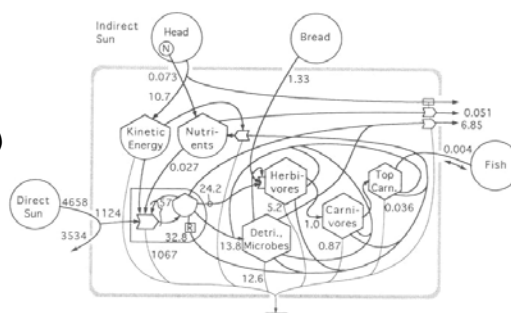 Indirect
Sun
Head
N
Bread
0.073
10.7
1.33
Kinetic
Energy
Nutri-
ents
0.051
6.85
0.027
Herbi-
vores
Top
Carn.
0.004
Fish
Direct
Sun
4658
1124
3534
57
24.2
5.2
1.0
Carni-
vores
0.036
R
32.8
13.8
Detri.,
Microbes
0.87
1067
12.6